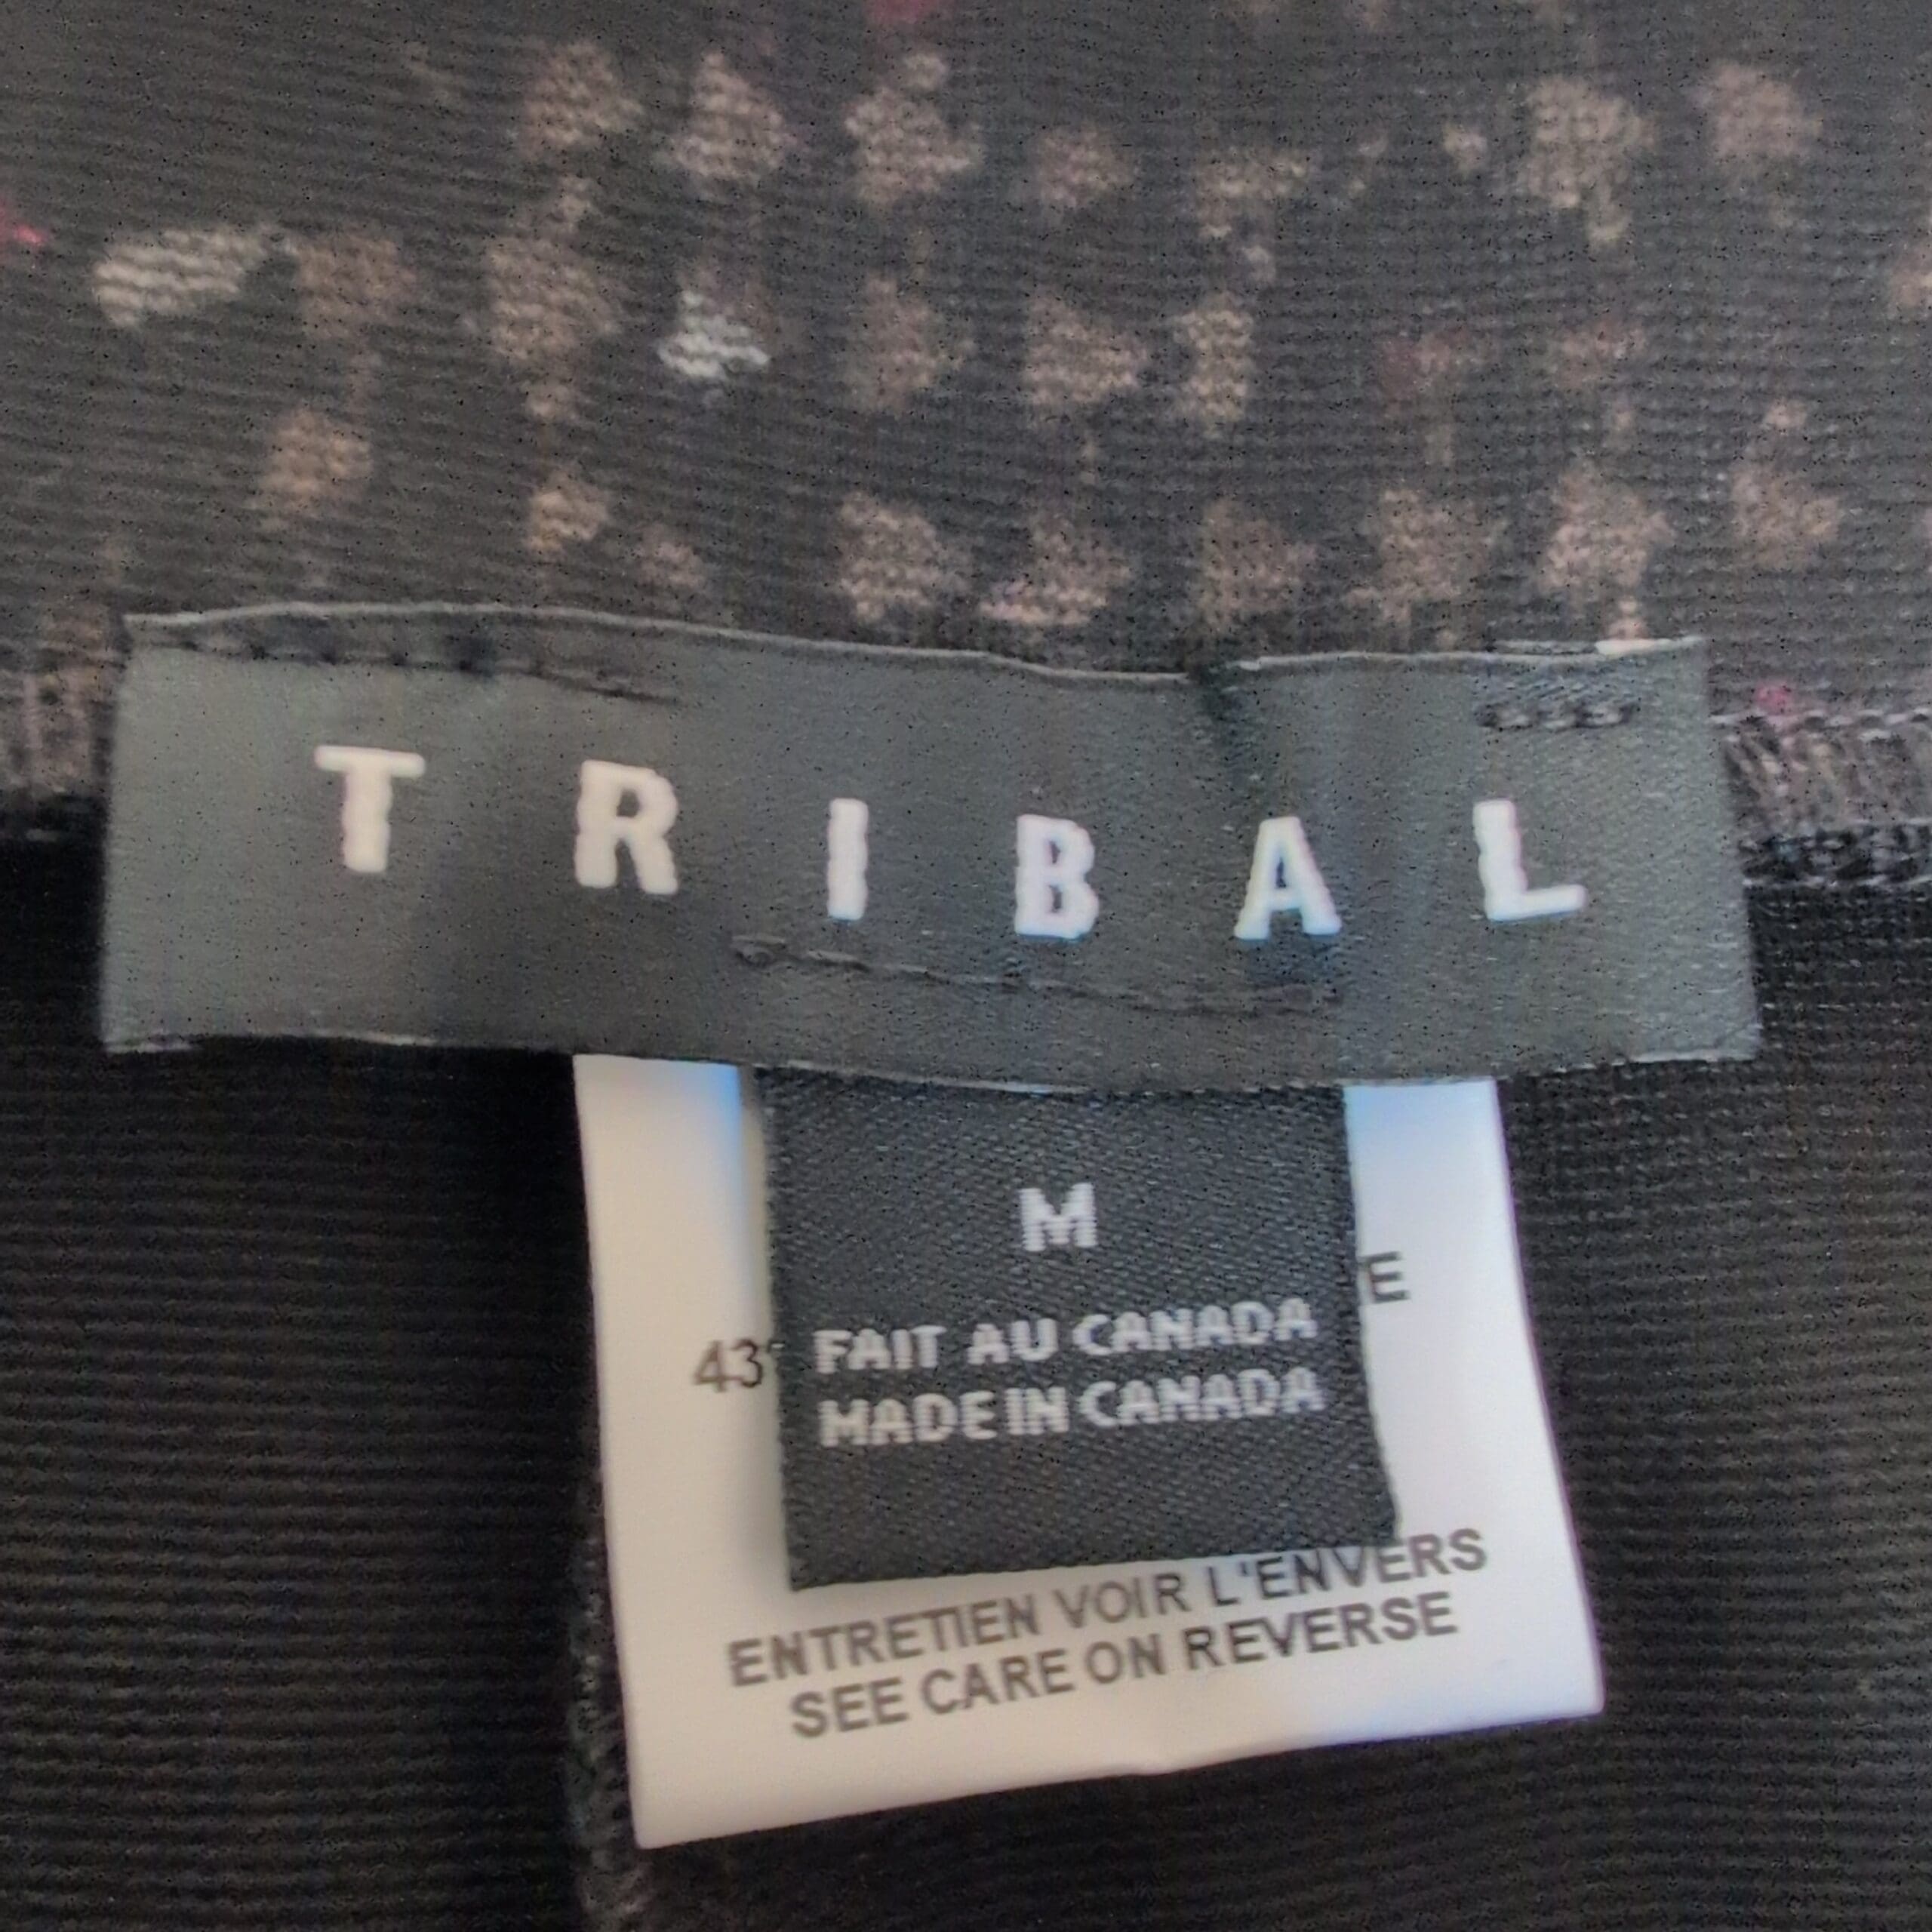 TRIBAL
M
FAIT AU CANADA
MADE IN CANADA
ENTRETIEN VOIR L'ENVERS
SEE CARE ON REVERSE